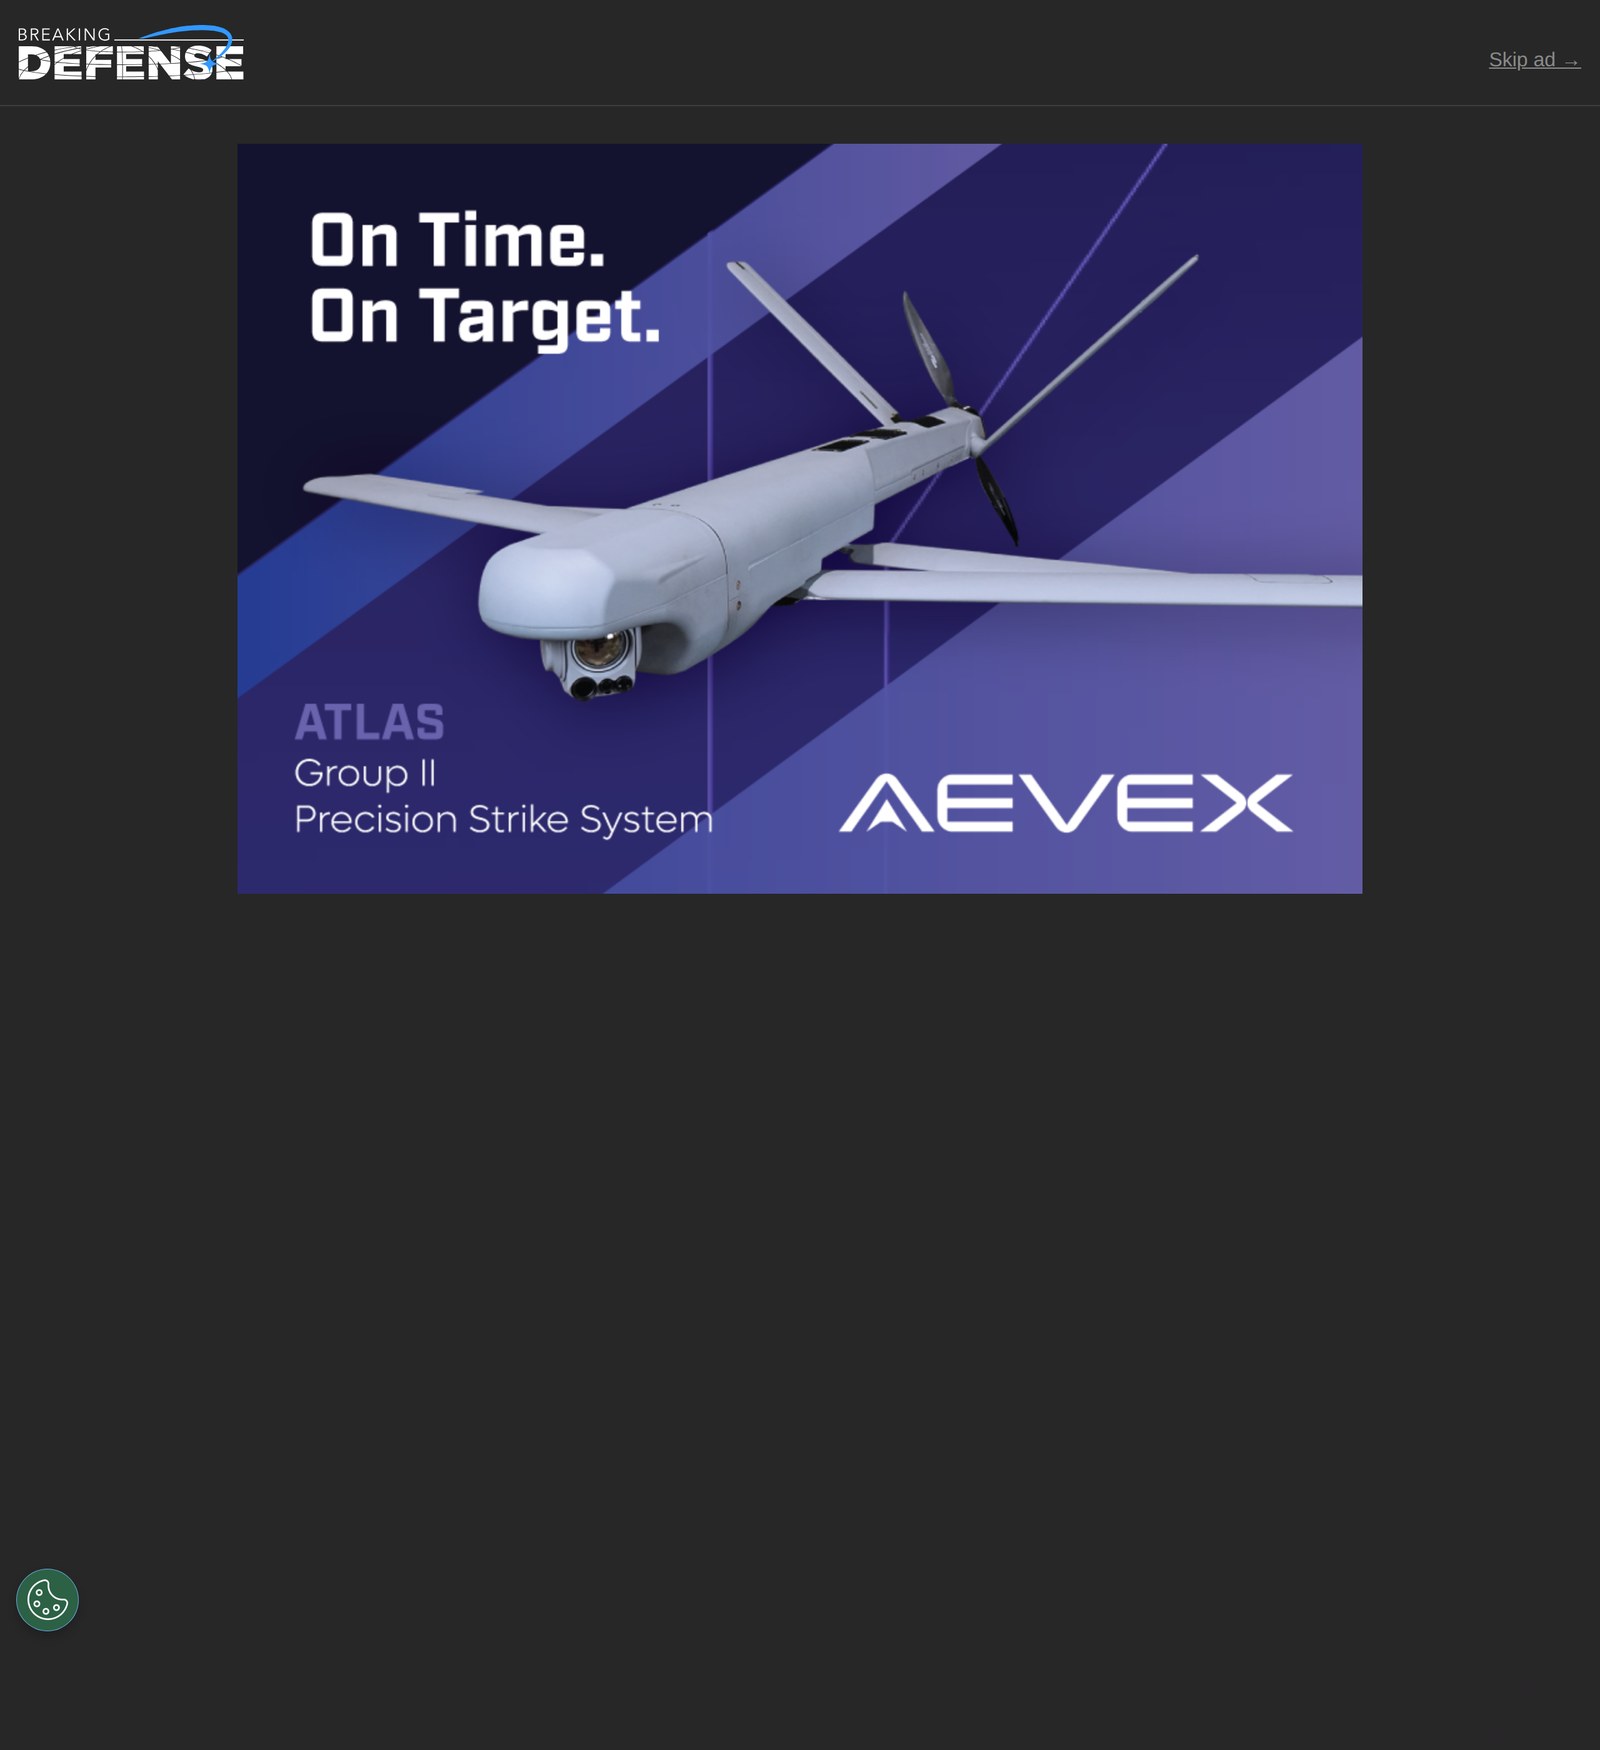 BREAKING
DEFENSE
Skip ad →
On Time.
On Target.
ATLAS
Group II
Precision Strike System
AEVEX